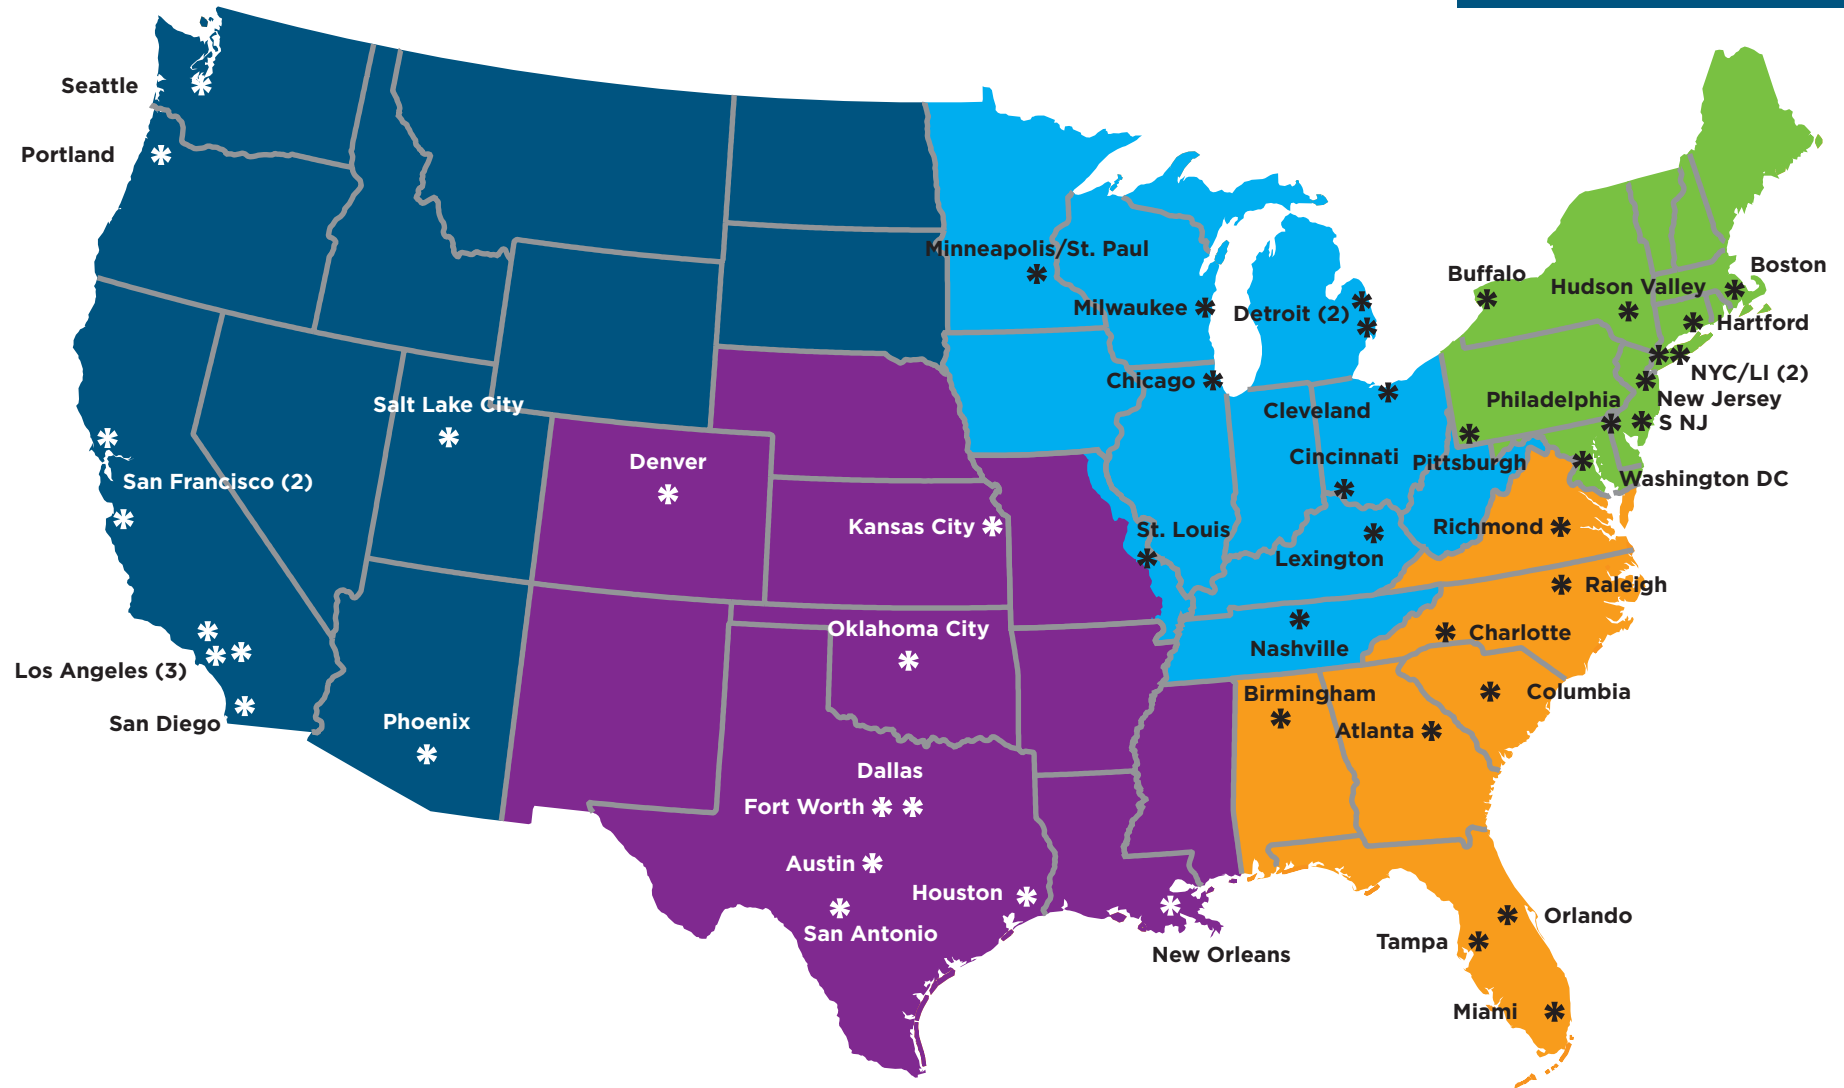 Seattle
Portland
Minneapolis/St. Paul
Buffalo
Boston
Hudson Valley
Milwaukee
Detroit (2)
Hartford
NYC/LI (2)
Chicago
Cleveland
Philadelphia
New Jersey
S NJ
Salt Lake City
Denver
Cincinnati
Pittsburgh
Washington DC
San Francisco (2)
Kansas City
St. Louis
Richmond
Lexington
Raleigh
Oklahoma City
Charlotte
Nashville
Los Angeles (3)
Birmingham
Columbia
San Diego
Phoenix
Atlanta
Dallas
Fort Worth
Austin
Houston
San Antonio
Orlando
Tampa
New Orleans
Miami